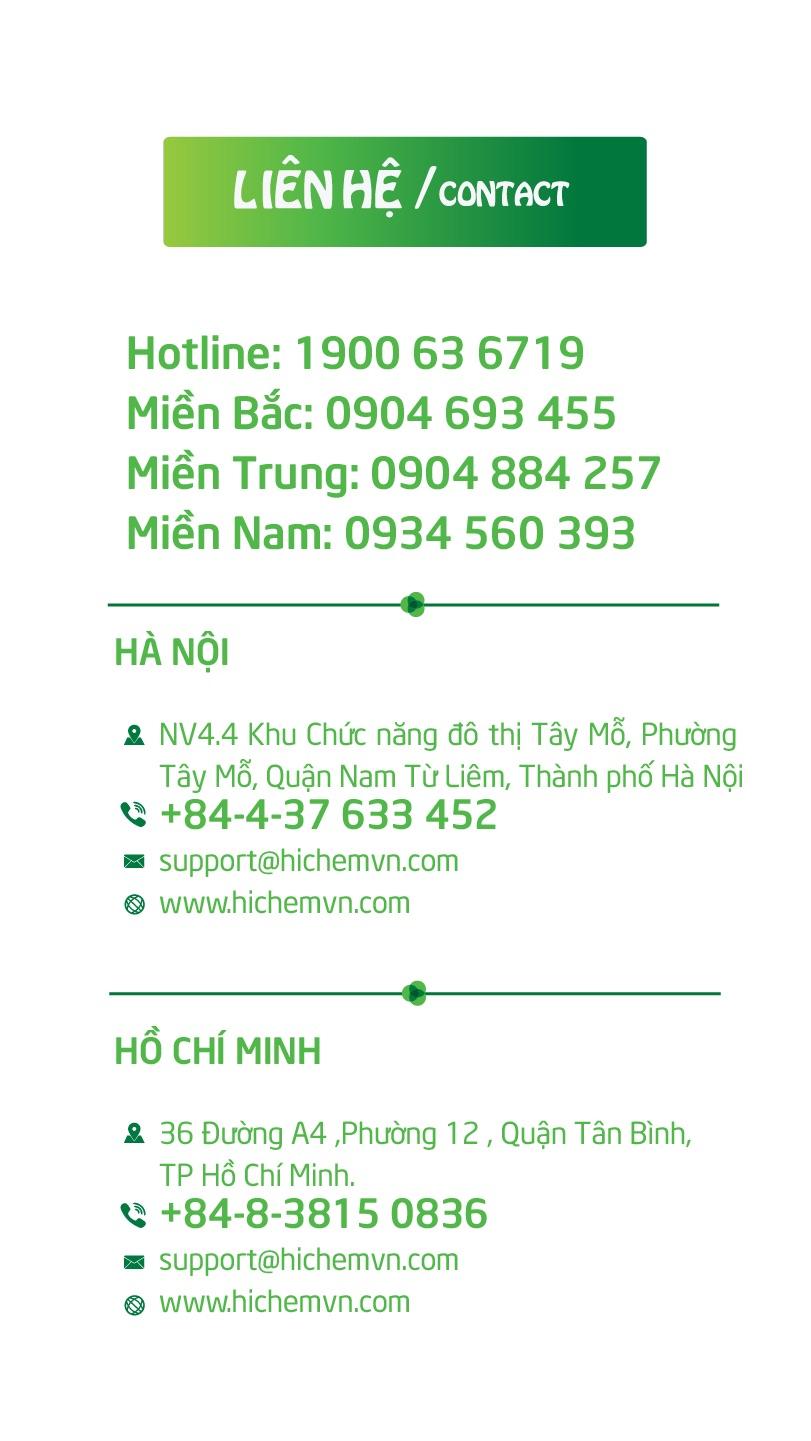 LIÊN HỆ / CONTACT
Hotline: 1900 63 6719
Miền Bắc: 0904 693 455
Miền Trung: 0904 884 257
Miền Nam: 0934 560 393
HÀ NỘI
NV4.4 Khu Chức năng đô thị Tây Mỗ, Phường
Tây Mỗ, Quận Nam Từ Liêm, Thành phố Hà Nội
+84-4-37 633 452
support@hichemvn.com
www.hichemvn.com
HỒ CHÍ MINH
36 Đường A4 ,Phường 12 , Quận Tân Bình,
TP Hồ Chí Minh.
+84-8-3815 0836
support@hichemvn.com
www.hichemvn.com